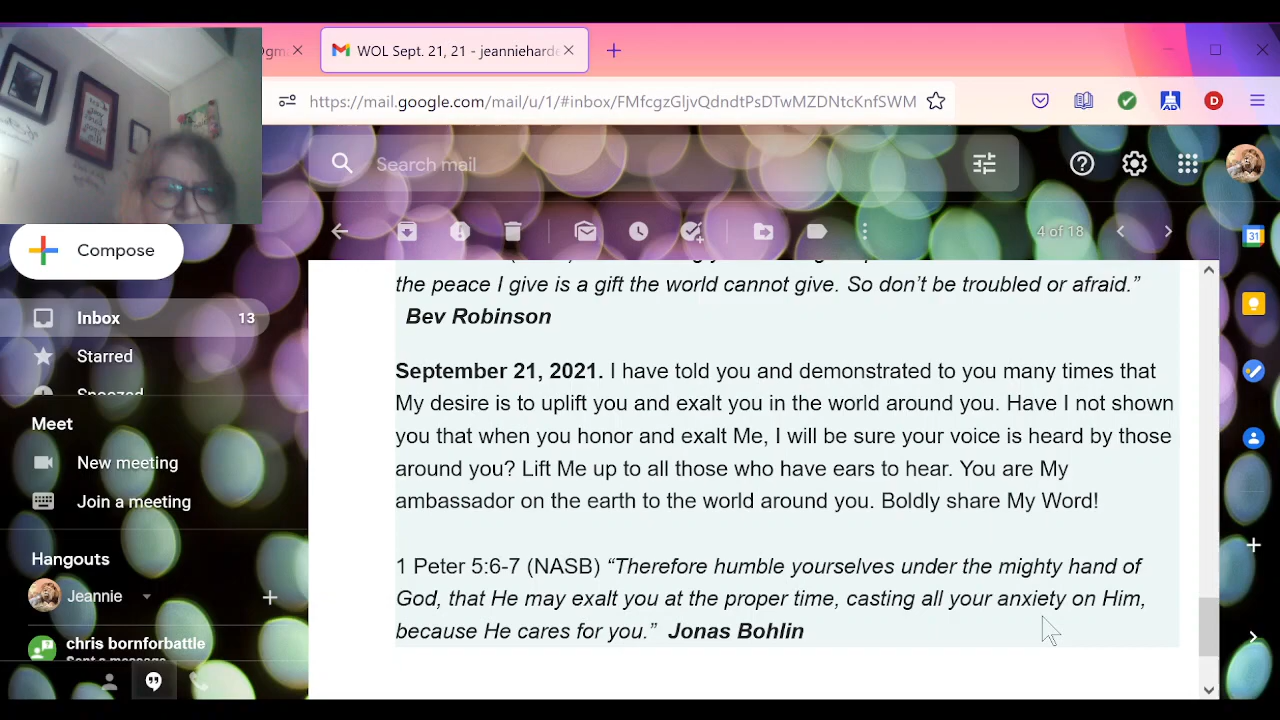 gm.
WOL Sept. 21, 21 - jeannieharde
https://mail.google.com/mail/u/1/#inbox/FMfcgzGljvQdndtPsDTwMZDNtcKnfSWM
AD
D
Search mail
Compose
4 of 18
31
Inbox 13
Starred
Snoozed
Meet
New meeting
Join a meeting
Hangouts
Jeannie
chris bornforbattle
Sent a message
the peace I give is a gift the world cannot give. So don't be troubled or afraid.”
Bev Robinson
September 21, 2021. I have told you and demonstrated to you many times that
My desire is to uplift you and exalt you in the world around you. Have I not shown
you that when you honor and exalt Me, I will be sure your voice is heard by those
around you? Lift Me up to all those who have ears to hear. You are My
ambassador on the earth to the world around you. Boldly share My Word!
1 Peter 5:6-7 (NASB) “Therefore humble yourselves under the mighty hand of
God, that He may exalt you at the proper time, casting all your anxiety on Him,
because He cares for you.” Jonas Bohlin